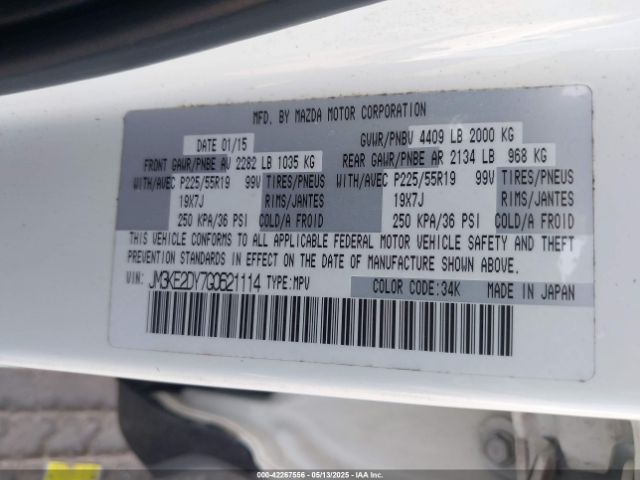 MFD. BY MAZDA MOTOR CORPORATION
DATE 01/15 GVWR/PNBV 4409 LB 2000 KG
FRONT GAWR/PNBE AV 2282 LB 1035 KG REAR GAWR/PNBE AR 2134 LB 968 KG
WITH/AVEC P225/55R19 99V TIRES/PNEUS WITH/AVEC P225/55R19 99V TIRES/PNEUS
19X7J RIMS/JANTES 19X7J RIMS/JANTES
250 KPA/36 PSI COLD/A FROID 250 KPA/36 PSI COLD/A FROID
THIS VEHICLE CONFORMS TO ALL APPLICABLE FEDERAL MOTOR VEHICLE SAFETY AND THEFT
PREVENTION STANDARDS IN EFFECT ON THE DATE OF MANUFACTURE SHOWN ABOVE.
VIN: JM3KE2DY7G0621114 TYPE: MPV COLOR CODE:34K MADE IN JAPAN
000-42267556 - 05/13/2025 - IAAI.COM